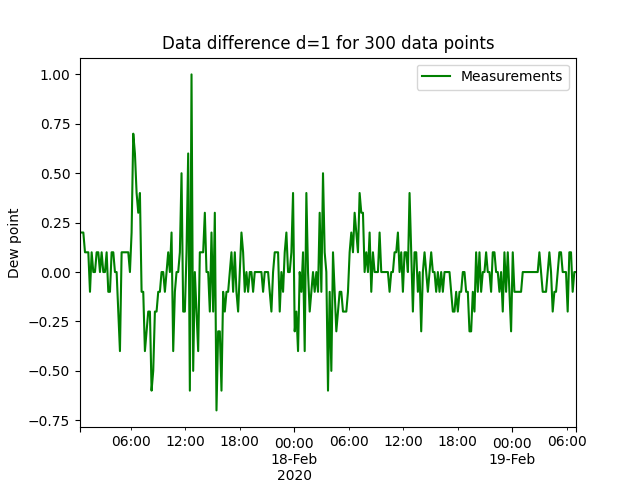 Data difference d=1 for 300 data points
Measurements
Dew point
1.00
0.75
0.50
0.25
0.00
−0.25
−0.50
−0.75
06:00 12:00 18:00 00:00 06:00 12:00 18:00 00:00 06:00
18-Feb 19-Feb
2020